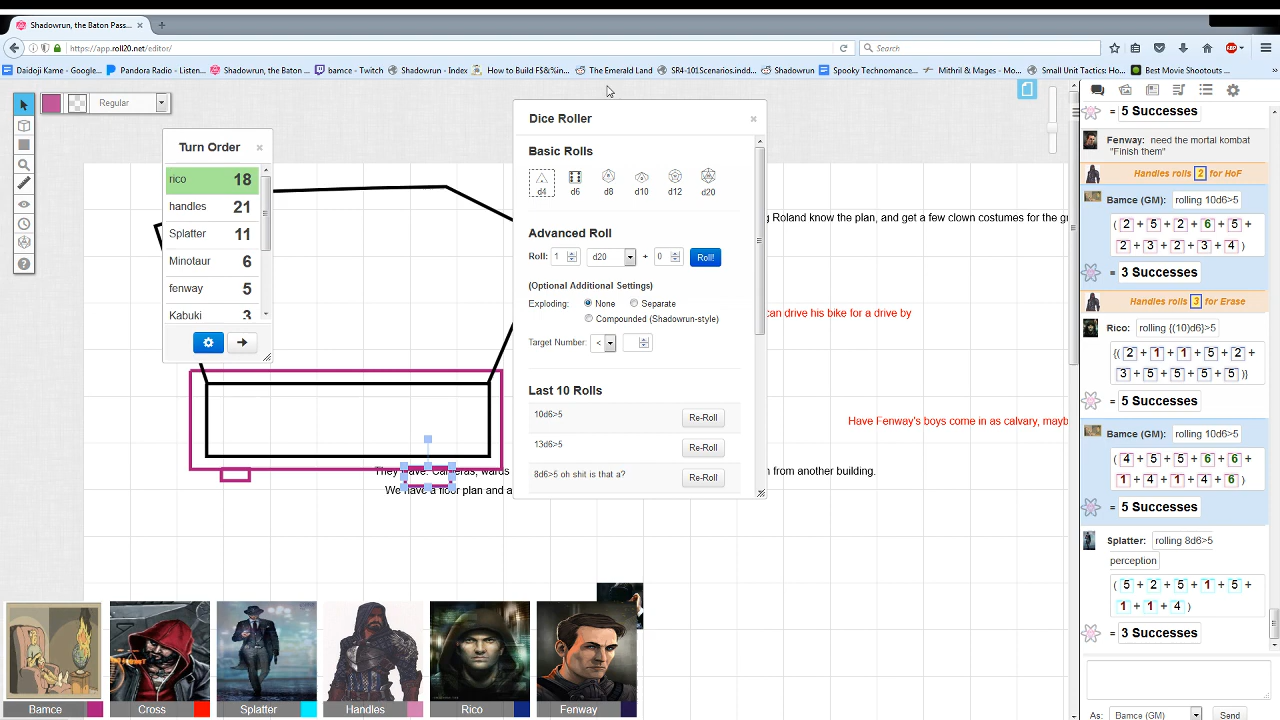 Shadowrun, the Baton Pass...
https://app.roll20.net/editor/
Search
Daidoji Kame - Google...
Pandora Radio - Listen...
Shadowrun, the Baton ...
bamce - Twitch
Shadowrun - Index
How to Build FS&%in...
The Emerald Land
SR4-101Scenarios.indd...
Shadowrun
Spooky Technomance...
Mithril & Mages - Mo...
Small Unit Tactics: Ho...
Best Movie Shootouts...
ABP
Regular
Turn Order
rico 18
handles 21
Splatter 11
Minotaur 6
fenway 5
Kabuki 3
Dice Roller
Basic Rolls
d4 d6 d8 d10 d12 d20
Advanced Roll
Roll: 1 d20 + 0 Roll!
(Optional Additional Settings)
Exploding: None Separate
Compounded (Shadowrun-style)
Target Number: <
Last 10 Rolls
10d6>5 Re-Roll
13d6>5 Re-Roll
8d6>5 oh shit is that a? Re-Roll
g Roland know the plan, and get a few clown costumes for the gr
can drive his bike for a drive by
Have Fenway's boys come in as calvary, mayb
They have: Cameras, wards
n from another building.
We have a floor plan and a
= 5 Successes
Fenway: need the mortal kombat
"Finish them"
Handles rolls 2 for HoF
Bamce (GM): rolling 10d6>5
( 2 + 5 + 2 + 6 + 5 +
2 + 3 + 2 + 3 + 4 )
= 3 Successes
Handles rolls 3 for Erase
Rico: rolling {(10)d6}>5
{( 2 + 1 + 1 + 5 + 2 +
3 + 5 + 5 + 5 + 5 )}
= 5 Successes
Bamce (GM): rolling 10d6>5
( 4 + 5 + 5 + 6 + 6 +
1 + 4 + 1 + 4 + 6 )
= 5 Successes
Splatter: rolling 8d6>5
perception
( 5 + 2 + 5 + 1 + 5 +
1 + 1 + 4 )
= 3 Successes
As: Bamce (GM) Send
Bamce
Cross
Splatter
Handles
Rico
Fenway